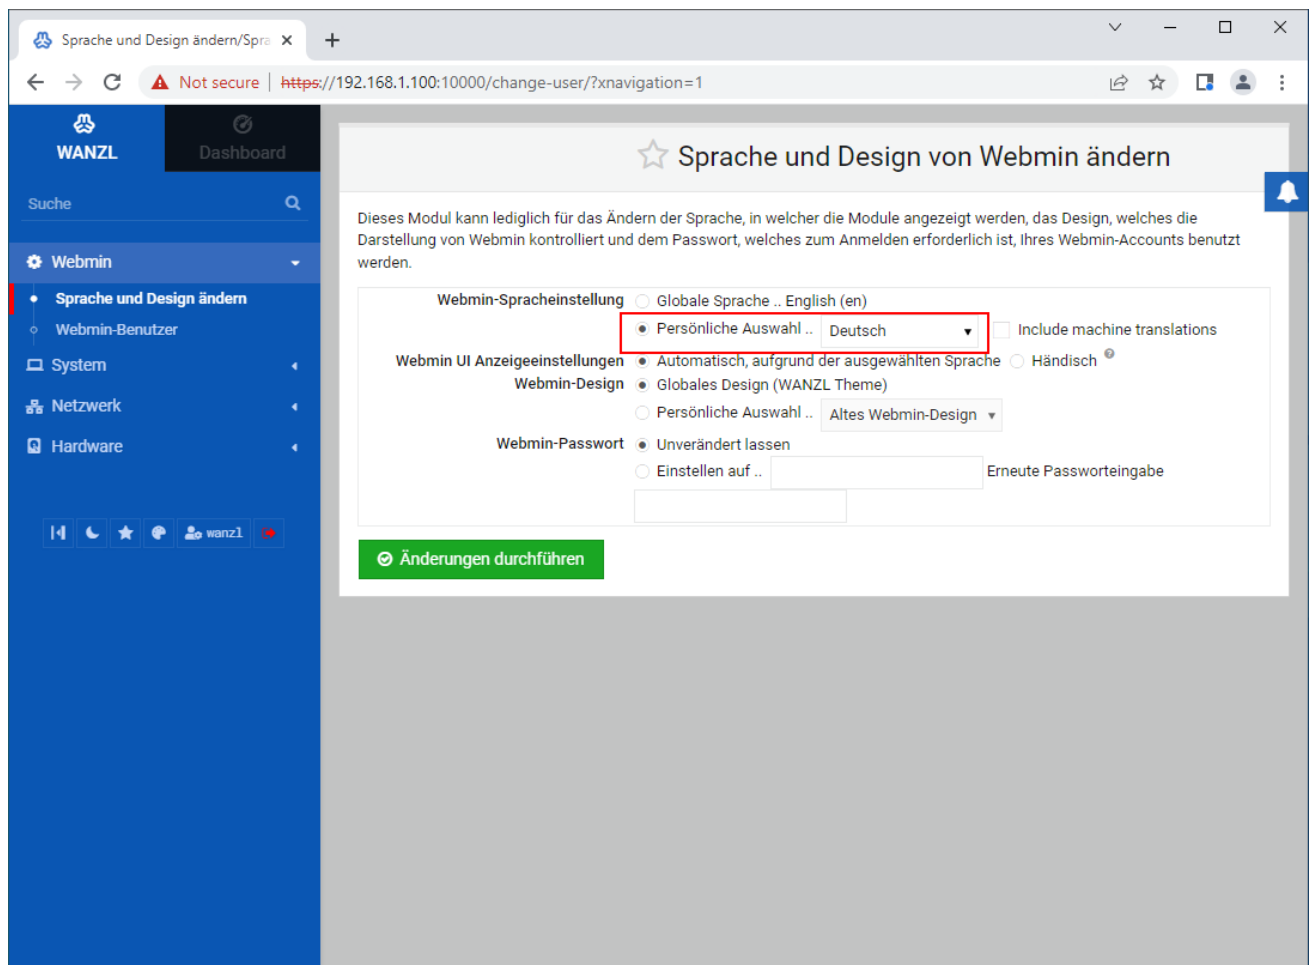 Sprache und Design ändern/Spra
Not secure | https://192.168.1.100:10000/change-user/?xnavigation=1
WANZL
Dashboard
Suche
Webmin
Sprache und Design ändern
Webmin-Benutzer
System
Netzwerk
Hardware
wanzl
Sprache und Design von Webmin ändern
Dieses Modul kann lediglich für das Ändern der Sprache, in welcher die Module angezeigt werden, das Design, welches die
Darstellung von Webmin kontrolliert und dem Passwort, welches zum Anmelden erforderlich ist, Ihres Webmin-Accounts benutzt
werden.
Webmin-Spracheinstellung Globale Sprache .. English (en)
Persönliche Auswahl .. Deutsch Include machine translations
Webmin UI Anzeigeeinstellungen Automatisch, aufgrund der ausgewählten Sprache Händisch
Webmin-Design Globales Design (WANZL Theme)
Persönliche Auswahl .. Altes Webmin-Design
Webmin-Passwort Unverändert lassen
Einstellen auf .. Erneute Passworteingabe
Änderungen durchführen